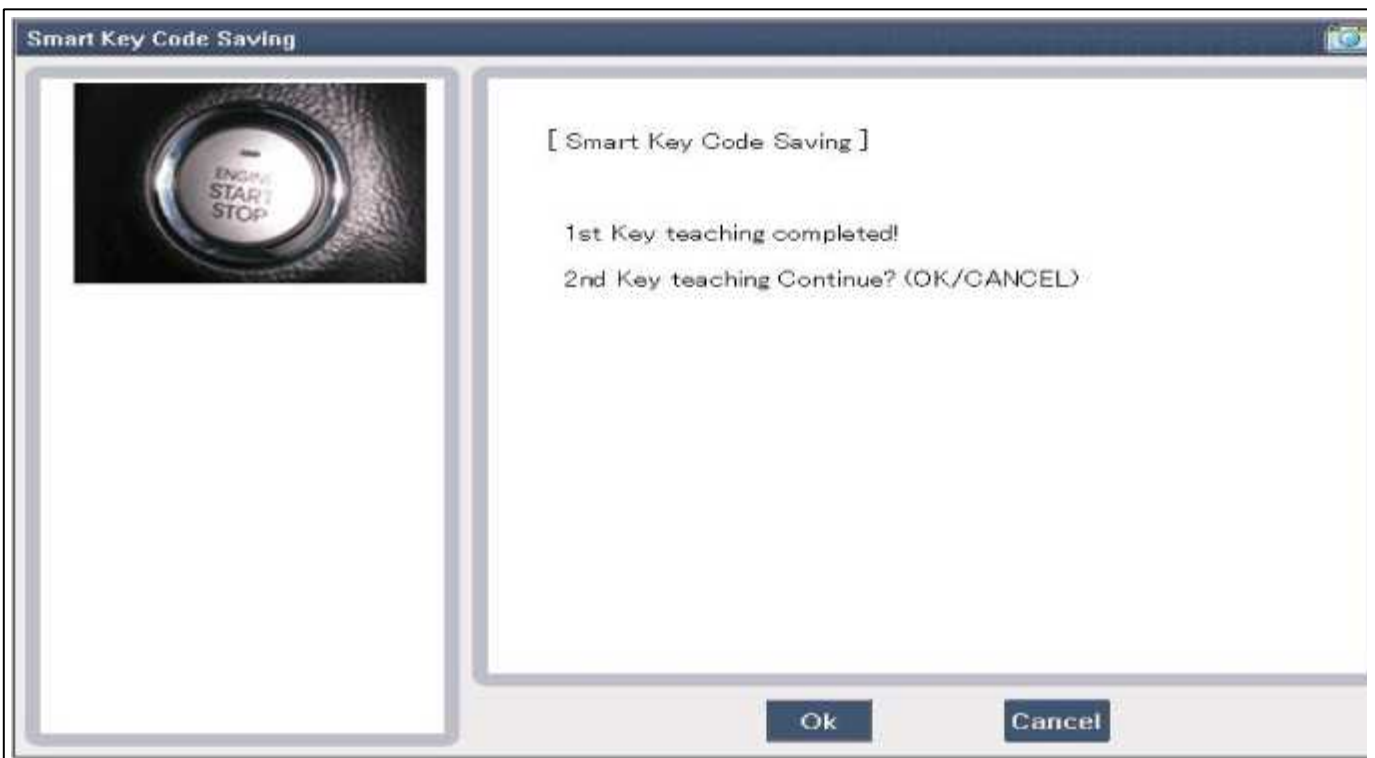 Smart Key Code Saving
ENGINE
START
STOP
[ Smart Key Code Saving ]
1st Key teaching completed!
2nd Key teaching Continue? (OK/CANCEL)
Ok
Cancel